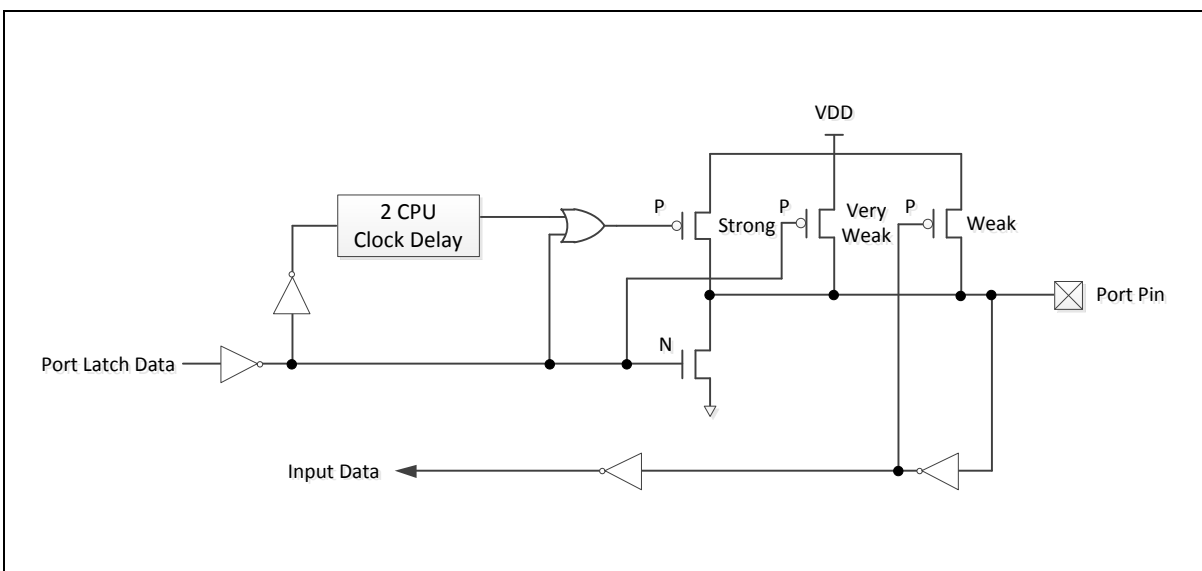 VDD
2 CPU
Clock Delay
P
Strong
P
Very
Weak
P
Weak
Port Pin
Port Latch Data
N
Input Data